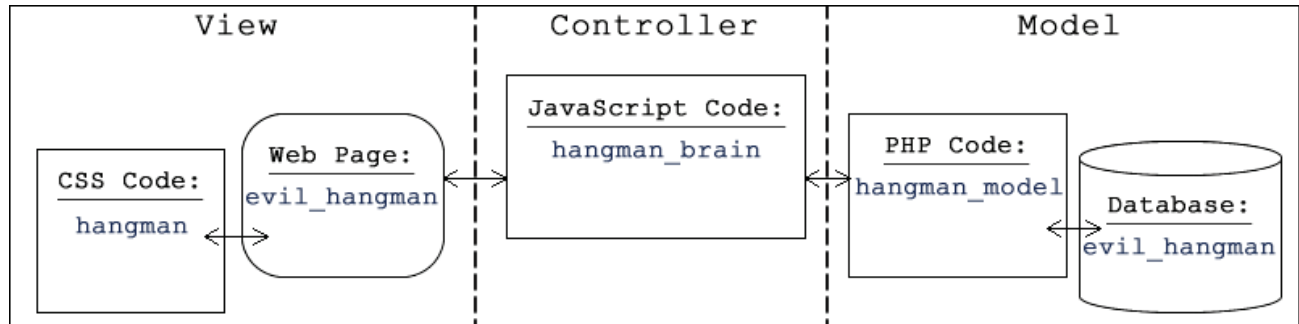 View
Controller
Model
CSS Code:
hangman
Web Page:
evil_hangman
JavaScript Code:
hangman_brain
PHP Code:
hangman_model
Database:
evil_hangman